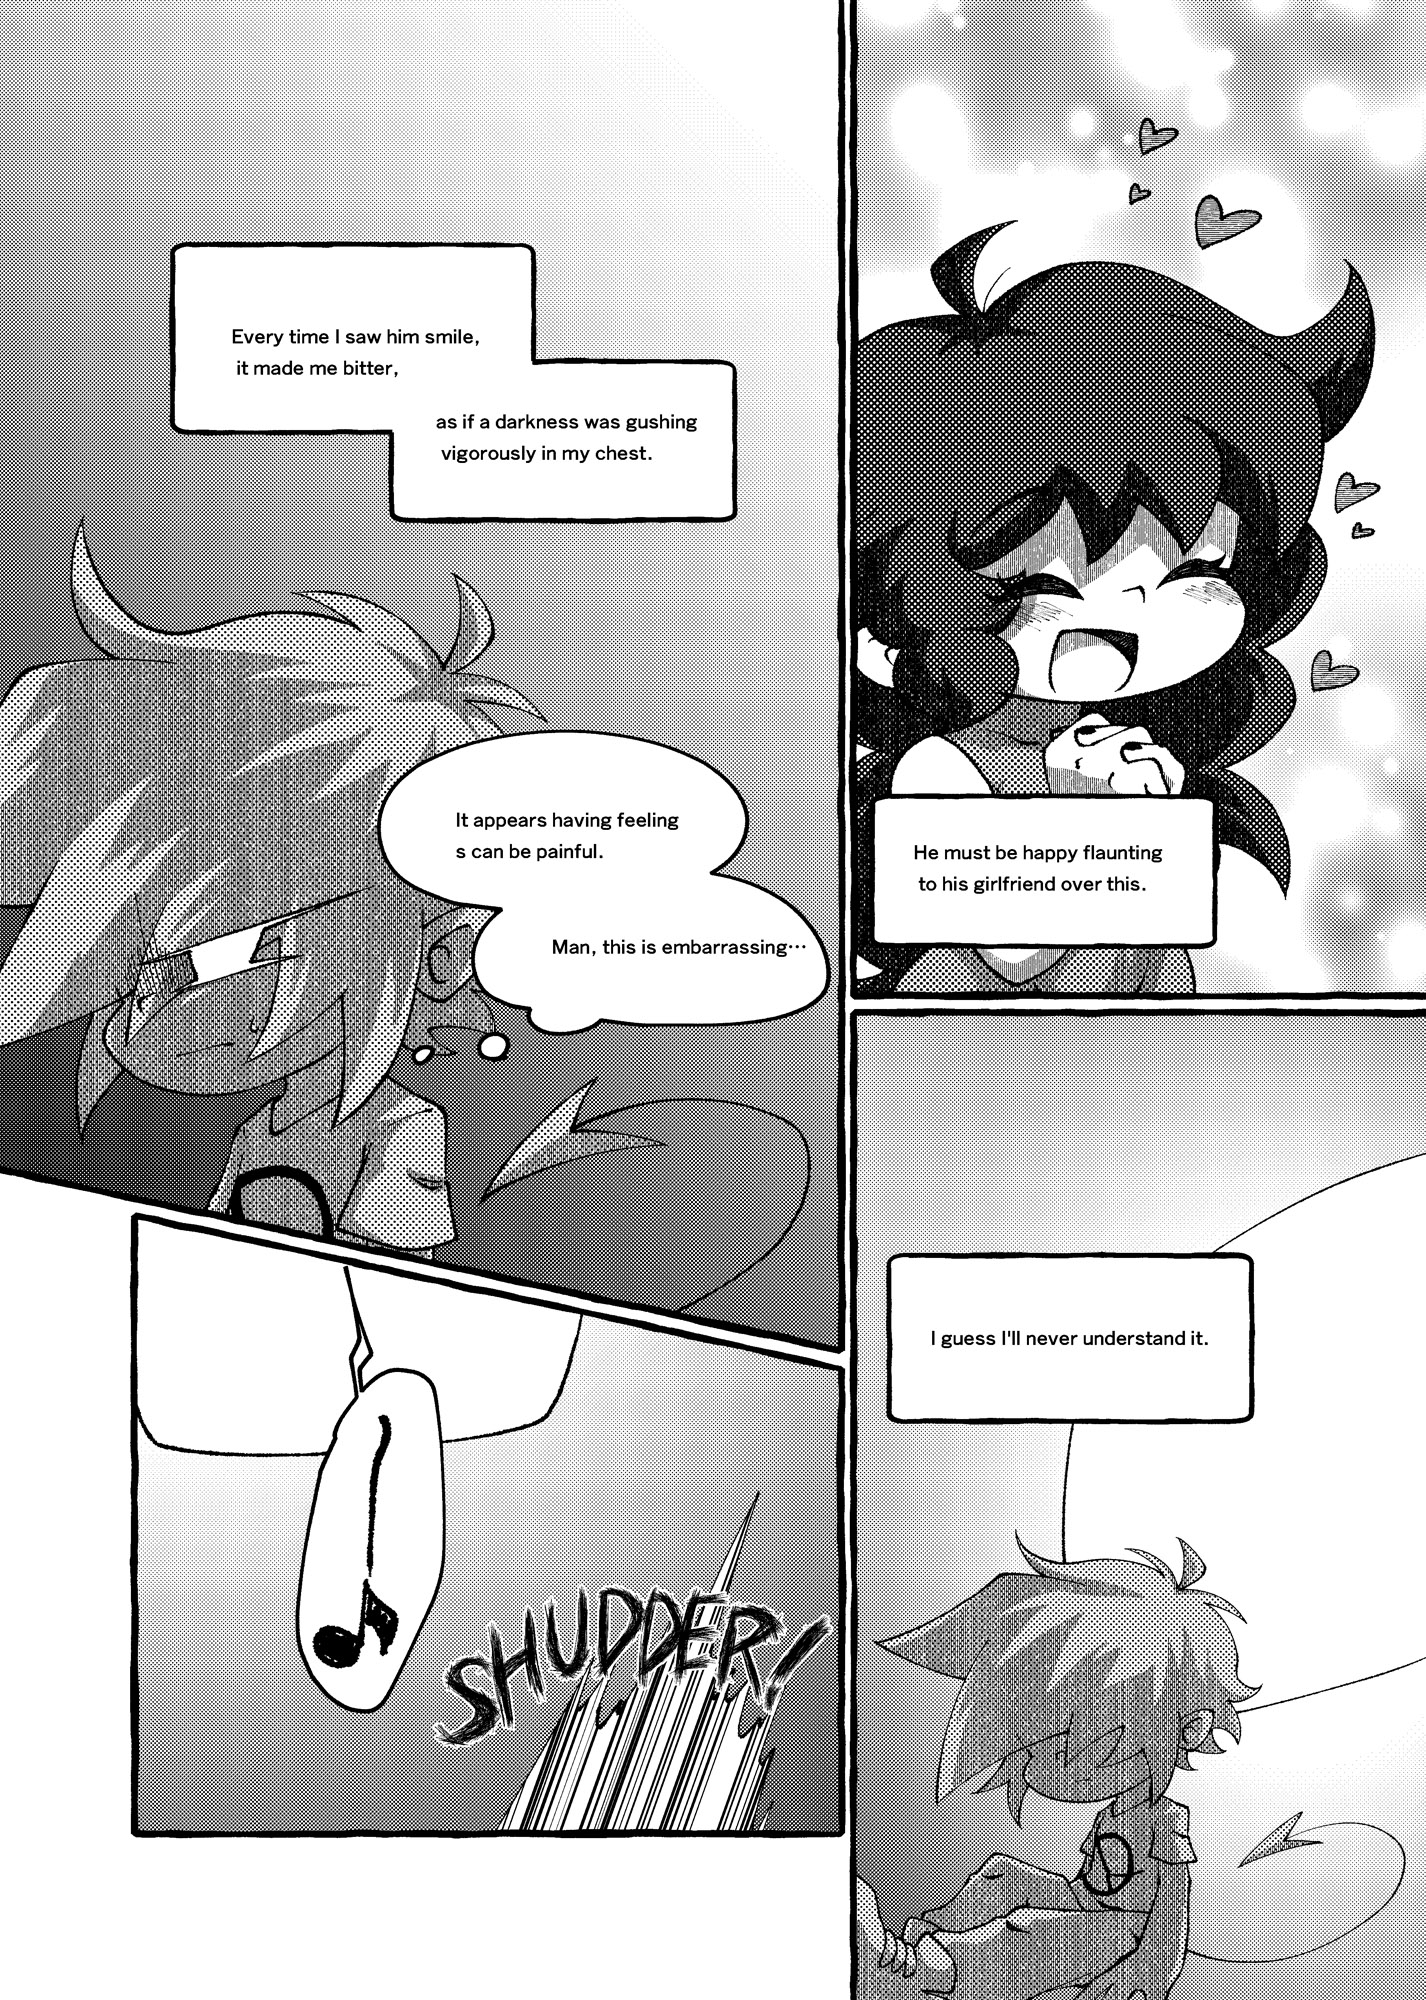 He must be happy flaunting
to his girlfriend over this.
I guess I'll never understand it.
Every time I saw him smile,
it made me bitter,
as if a darkness was gushing
vigorously in my chest.
It appears having feeling
s can be painful.
Man, this is embarrassing…
♪
SHUDDER!